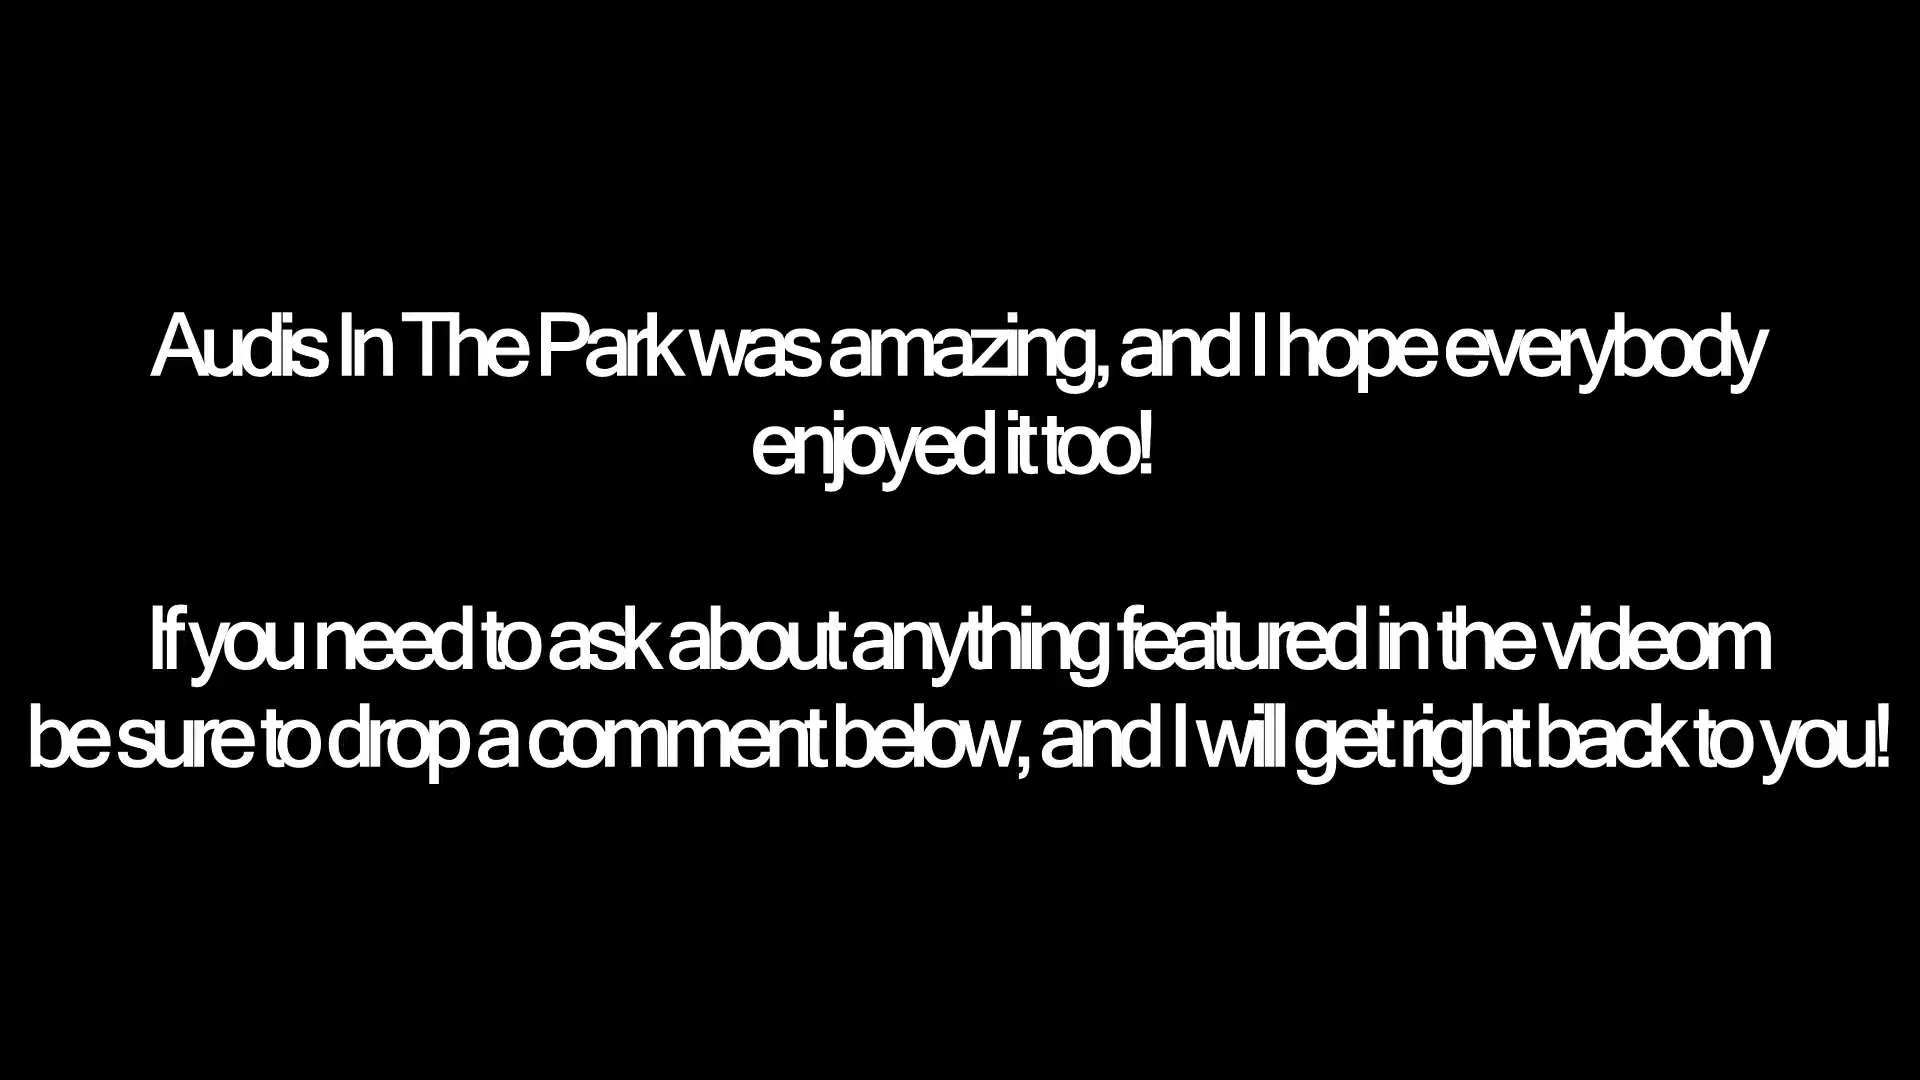 Audis In The Park was amazing, and I hope everybody
enjoyed it too!
If you need to ask about anything featured in the videom
be sure to drop a comment below, and I will get right back to you!